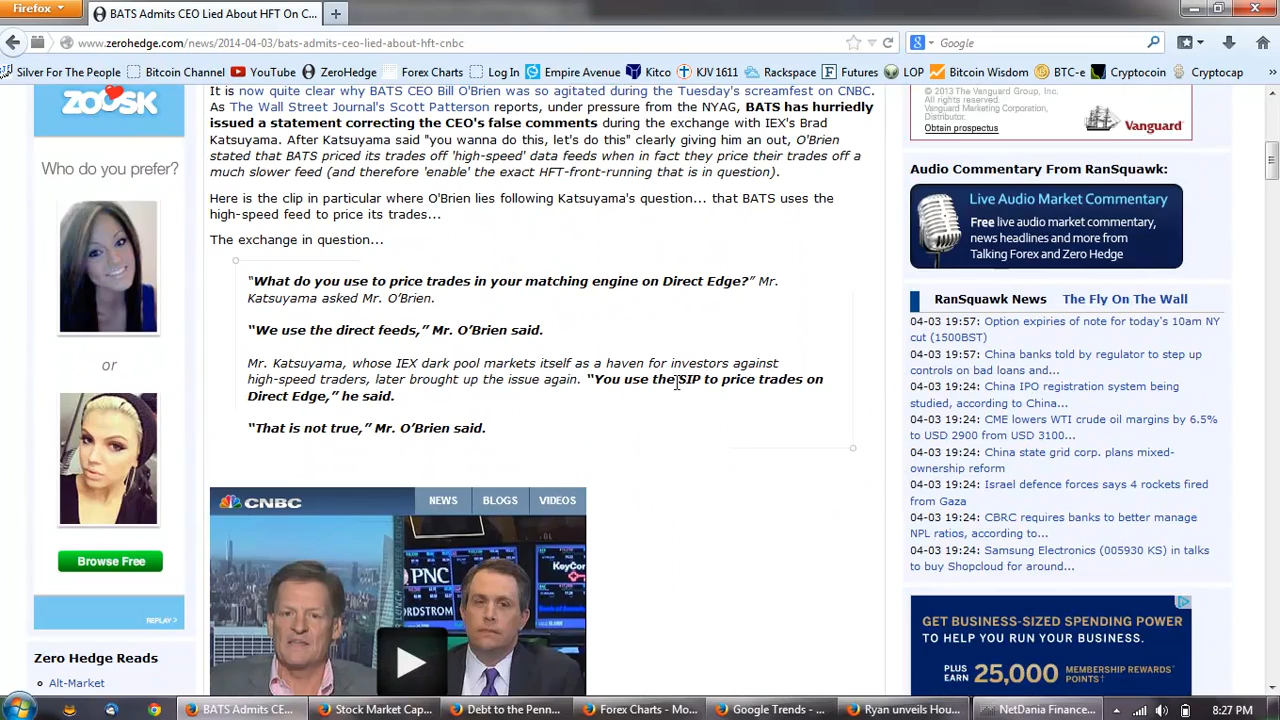 Firefox
BATS Admits CEO Lied About HFT On C...
www.zerohedge.com/news/2014-04-03/bats-admits-ceo-lied-about-hft-cnbc
Google
Silver For The People
Bitcoin Channel
YouTube
ZeroHedge
Forex Charts
Log In
Empire Avenue
Kitco
KJV 1611
Rackspace
Futures
LOP
Bitcoin Wisdom
BTC-e
Cryptocoin
Cryptocap
ZOOSK
Who do you prefer?
or
Browse Free
REPLAY >
Zero Hedge Reads
Alt-Market
It is now quite clear why BATS CEO Bill O'Brien was so agitated during the Tuesday's screamfest on CNBC.
As The Wall Street Journal's Scott Patterson reports, under pressure from the NYAG, BATS has hurriedly
issued a statement correcting the CEO's false comments during the exchange with IEX's Brad
Katsuyama. After Katsuyama said "you wanna do this, let's do this" clearly giving him an out, O'Brien
stated that BATS priced its trades off 'high-speed' data feeds when in fact they price their trades off a
much slower feed (and therefore 'enable' the exact HFT-front-running that is in question).
Here is the clip in particular where O'Brien lies following Katsuyama's question... that BATS uses the
high-speed feed to price its trades...
The exchange in question...
“What do you use to price trades in your matching engine on Direct Edge?” Mr.
Katsuyama asked Mr. O’Brien.
“We use the direct feeds,” Mr. O’Brien said.
Mr. Katsuyama, whose IEX dark pool markets itself as a haven for investors against
high-speed traders, later brought up the issue again. “You use the SIP to price trades on
Direct Edge,” he said.
“That is not true,” Mr. O’Brien said.
CNBC
NEWS
BLOGS
VIDEOS
PNC
KeyCor
NORDSTROM
© 2013 The Vanguard Group, Inc.
All rights reserved.
Vanguard Marketing Corporation,
Distributor.
Obtain prospectus
Vanguard
Audio Commentary From RanSquawk:
Live Audio Market Commentary
Free live audio market commentary,
news headlines and more from
Talking Forex and Zero Hedge
RanSquawk News
The Fly On The Wall
04-03 19:57: Option expiries of note for today's 10am NY
cut (1500BST)
04-03 19:57: China banks told by regulator to step up
controls on bad loans and...
04-03 19:27: China IPO registration system being
studied, according to China...
04-03 19:27: CME lowers WTI crude oil margins by 6.5%
to USD 2900 from USD 3100...
04-03 19:27: China state grid corp. plans mixed-
ownership reform
04-03 19:24: Israel defence forces says 4 rockets fired
from Gaza
04-03 19:24: CBRC requires banks to better manage
NPL ratios, according to...
04-03 19:24: Samsung Electronics (005930 KS) in talks
to buy Shopcloud for around...
GET BUSINESS-SIZED SPENDING POWER
TO HELP YOU RUN YOUR BUSINESS.
PLUS
EARN
25,000
MEMBERSHIP REWARDS®
POINTS†
BATS Admits CE...
Stock Market Cap...
Debt to the Penn...
Forex Charts - Mo...
Google Trends - ...
Ryan unveils Hou...
NetDania Finance...
8:27 PM